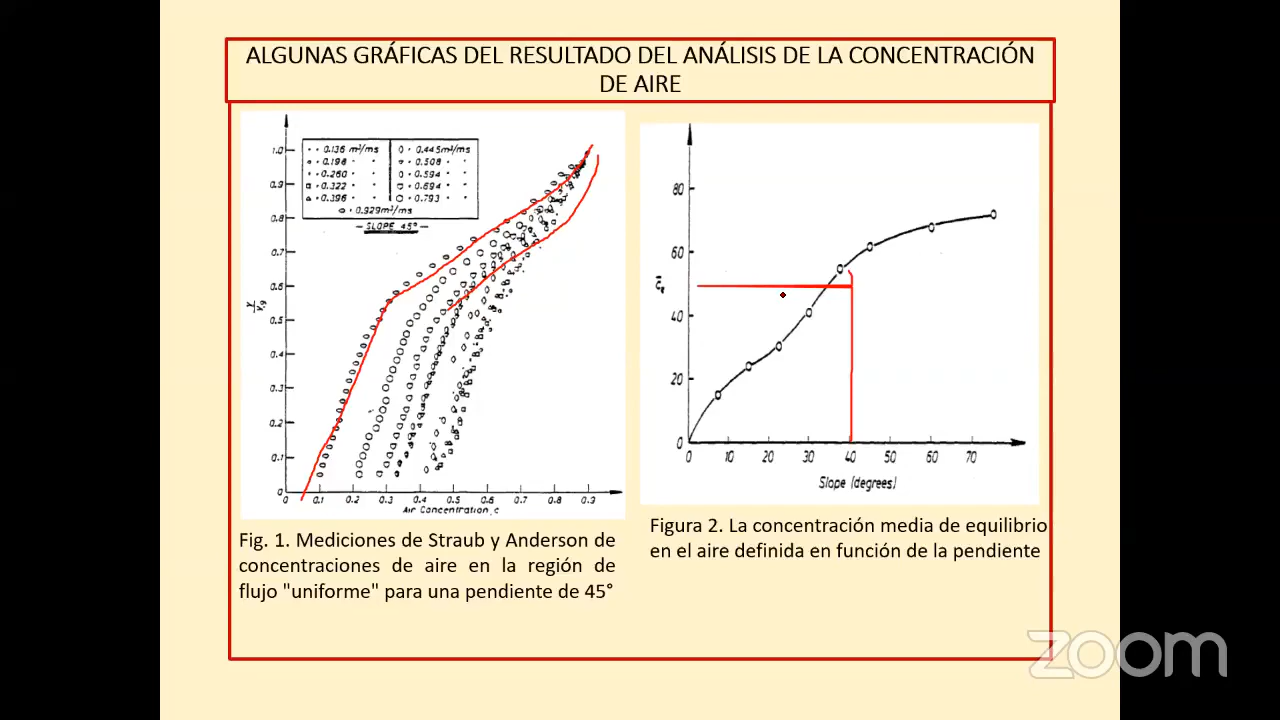 ALGUNAS GRÁFICAS DEL RESULTADO DEL ANÁLISIS DE LA CONCENTRACIÓN
DE AIRE
0.136 m²/ms
0.198 " "
0.260 " "
0.322 " "
0.396 " "
0.445 m²/ms
0.508 " "
0.594 " "
0.694 " "
0.793 " "
0.929 m²/ms
SLOPE 45°
1.0
0.9
0.8
0.7
0.6
0.5
0.4
0.3
0.2
0.1
0
0 0.1 0.2 0.3 0.4 0.5 0.6 0.7 0.8 0.9
Air Concentration, c
80
60
40
20
0
0 10 20 30 40 50 60 70
Slope (degrees)
Fig. 1. Mediciones de Straub y Anderson de
concentraciones de aire en la región de
flujo "uniforme" para una pendiente de 45°
Figura 2. La concentración media de equilibrio
en el aire definida en función de la pendiente
zoom